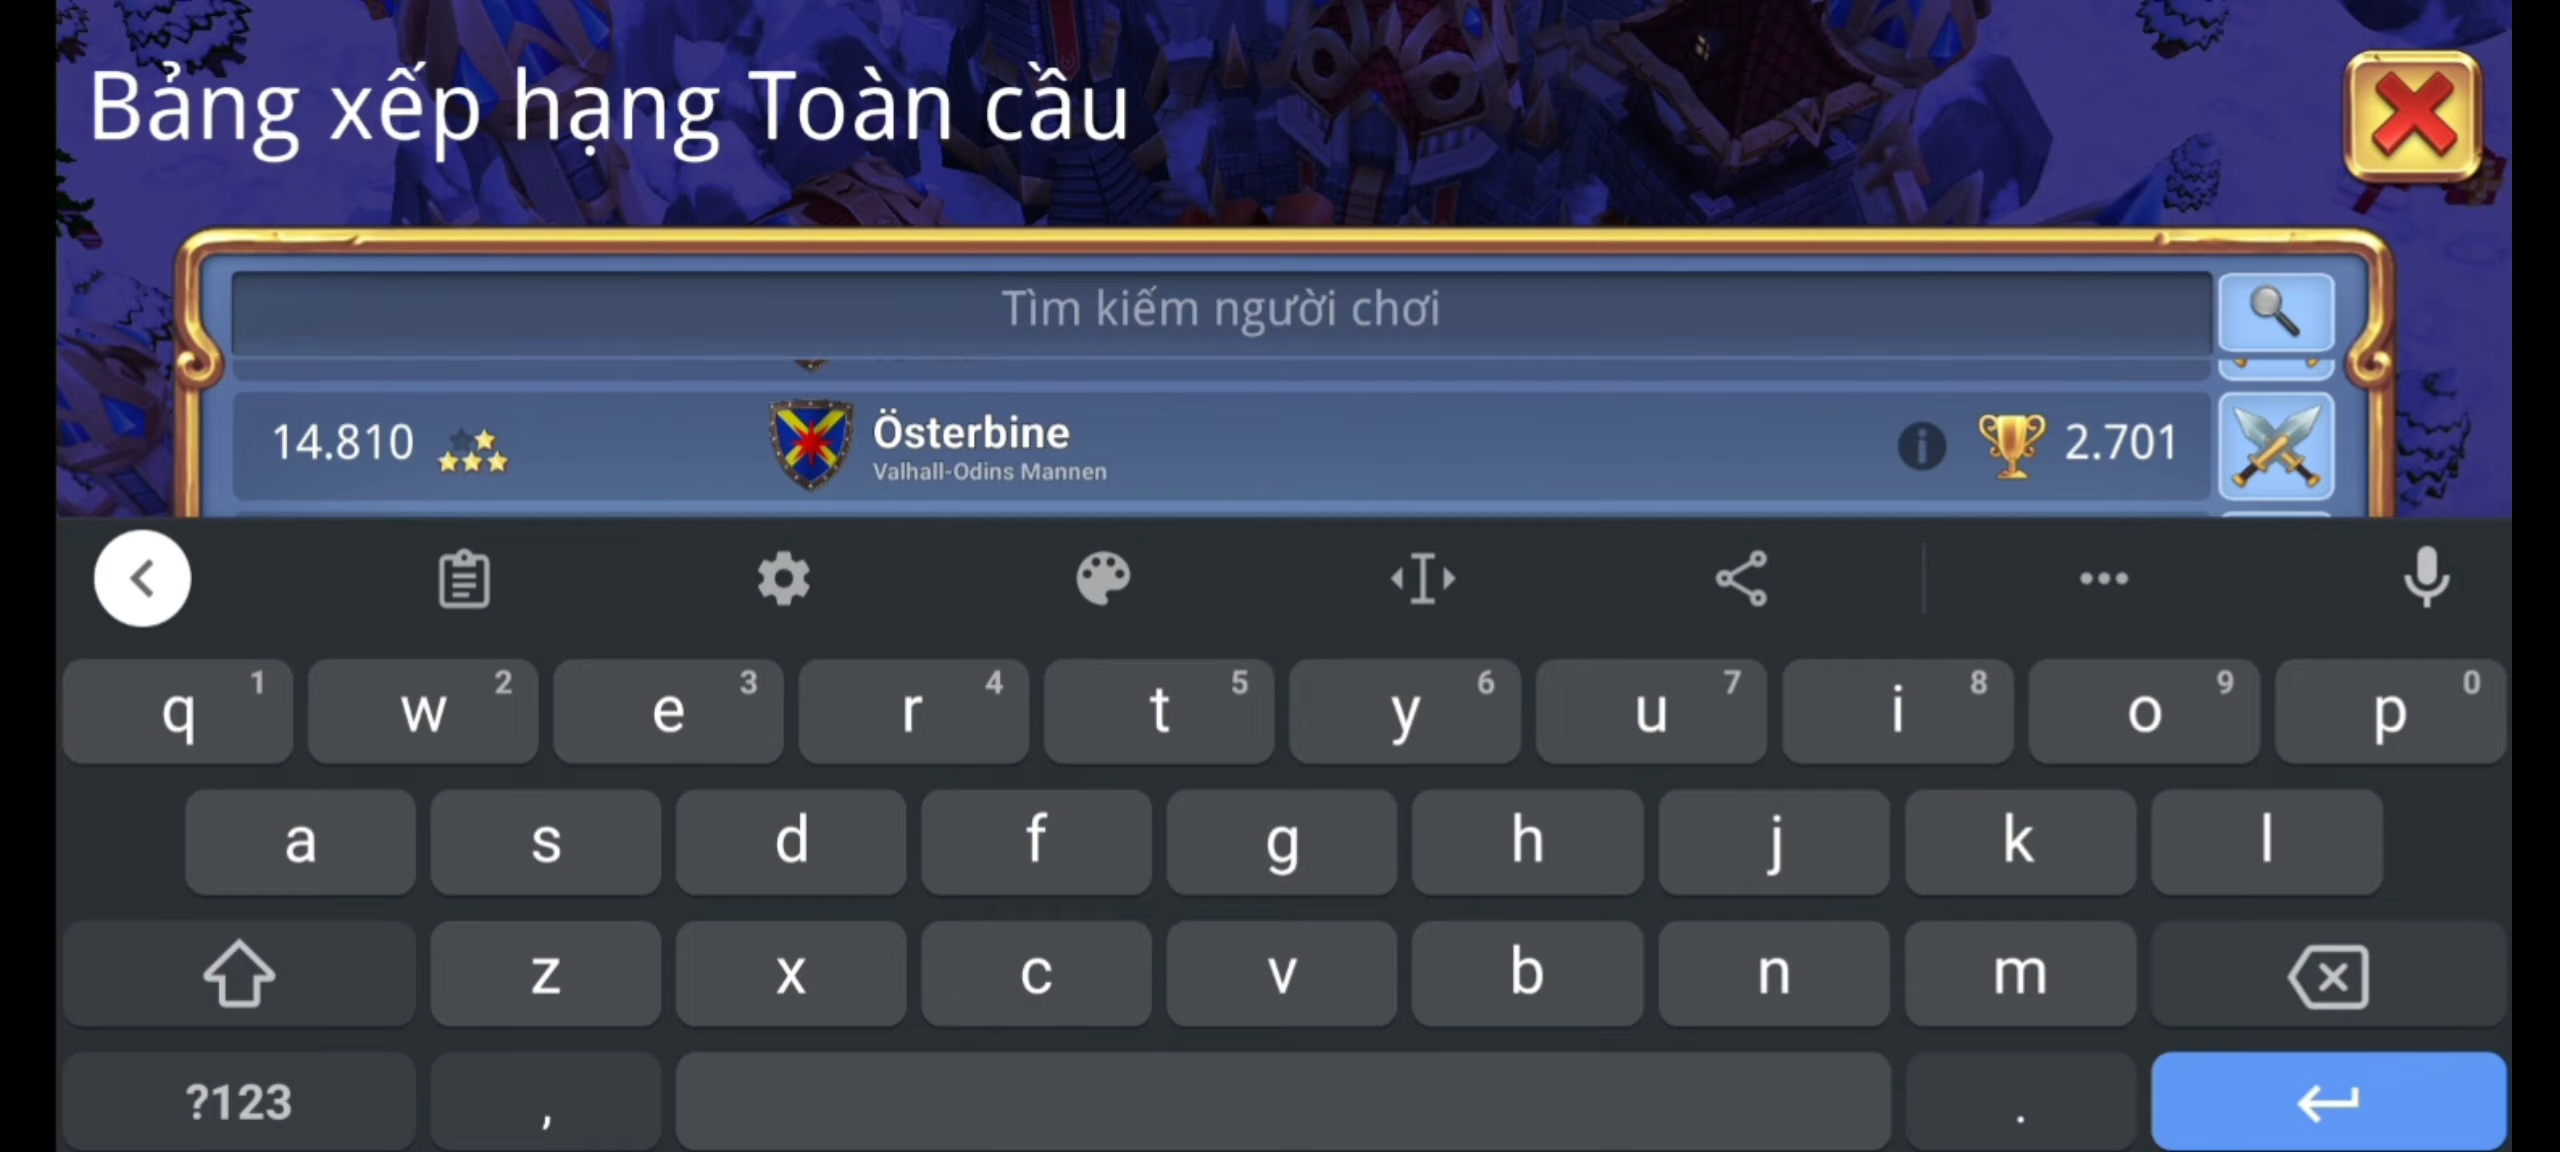 Bảng xếp hạng Toàn cầu
Tìm kiếm người chơi
14.810 Österbine 2.701
Valhall-Odins Mannen
q 1 w 2 e 3 r 4 t 5 y 6 u 7 i 8 o 9 p 0
a s d f g h j k l
z x c v b n m
?123 , .